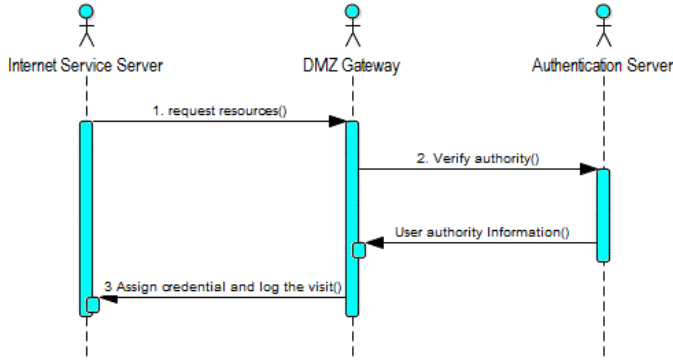 Internet Service Server
DMZ Gateway
Authentication Server
1. request resources()
2. Verify authority()
User authority Information()
3 Assign credential and log the visit()